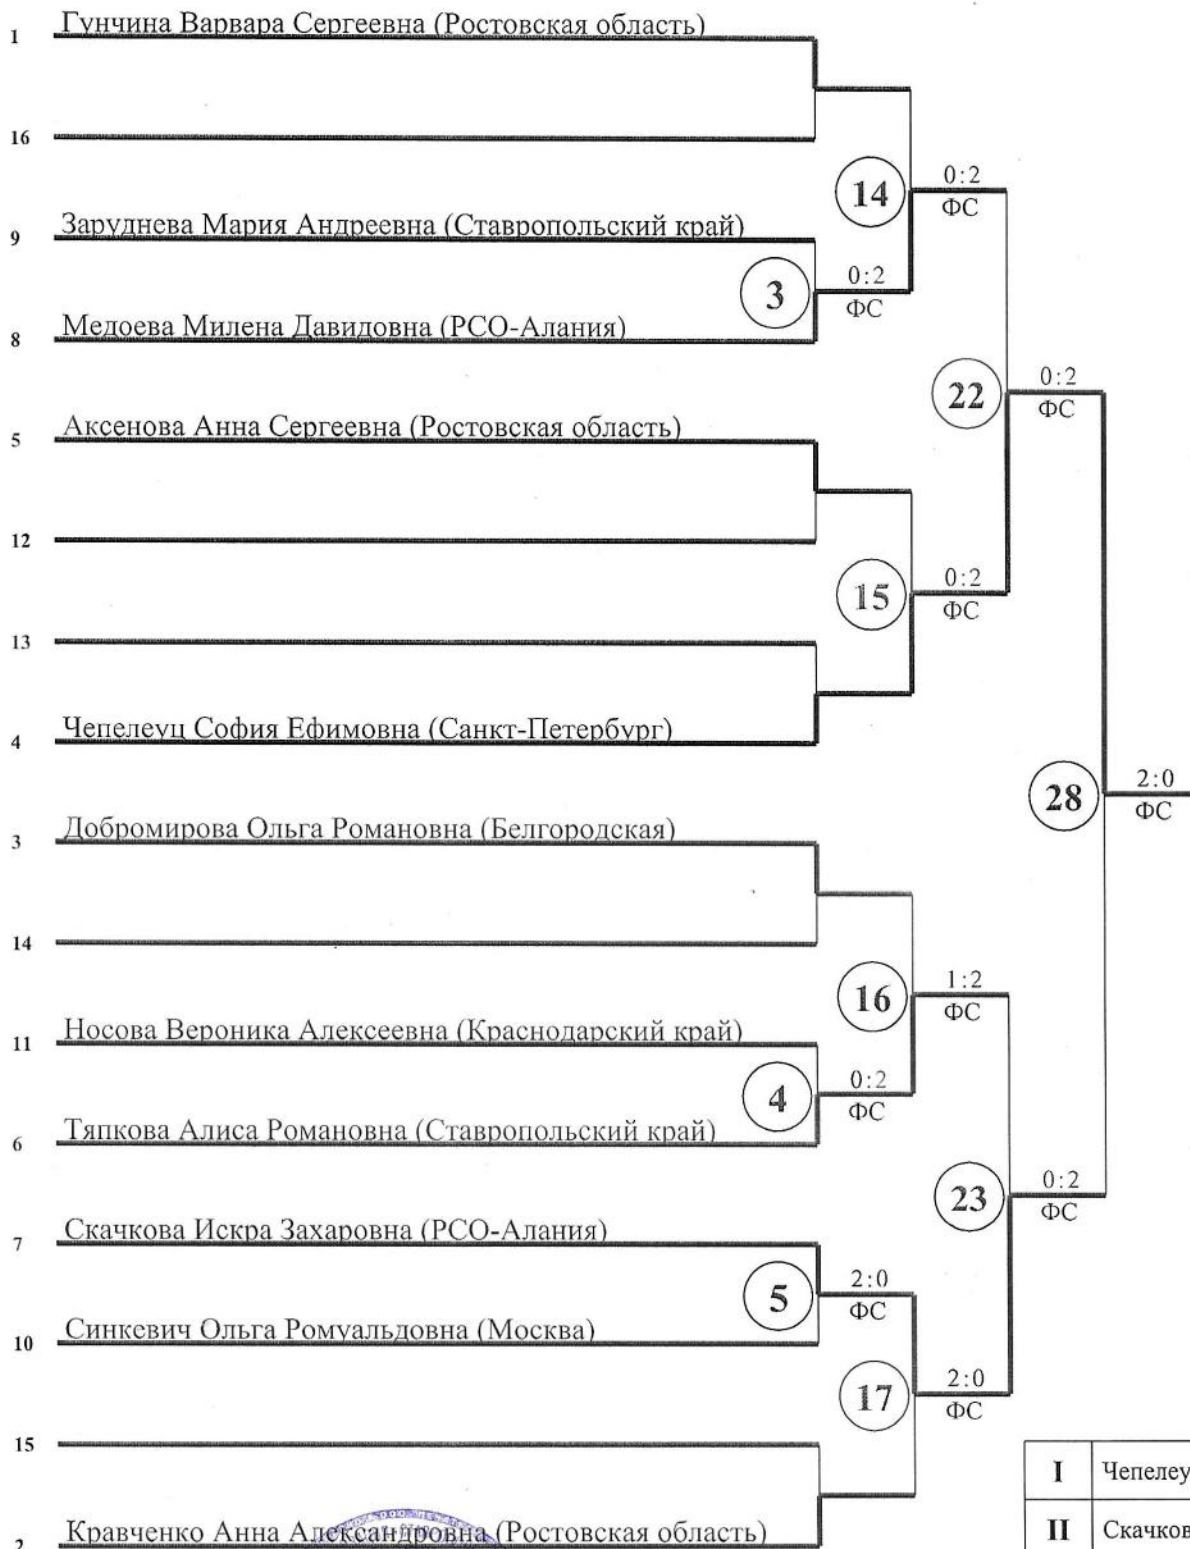 1 Гунчина Варвара Сергеевна (Ростовская область)
16
14 0:2
ФС
9 Заруднева Мария Андреевна (Ставропольский край)
3 0:2
ФС
8 Медоева Милена Давидовна (РСО-Алания)
22 0:2
ФС
5 Аксенова Анна Сергеевна (Ростовская область)
12
15 0:2
ФС
13
4 Чепелеуц София Ефимовна (Санкт-Петербург)
28 2:0
ФС
3 Добромирова Ольга Романовна (Белгородская)
14
16 1:2
ФС
11 Носова Вероника Алексеевна (Краснодарский край)
4 0:2
ФС
6 Тяпкова Алиса Романовна (Ставропольский край)
23 0:2
ФС
7 Скачкова Искра Захаровна (РСО-Алания)
5 2:0
ФС
10 Синкевич Ольга Ромуальдовна (Москва)
17 2:0
ФС
15
I Чепелеу
2 Кравченко Анна Александровна (Ростовская область)
II Скачков